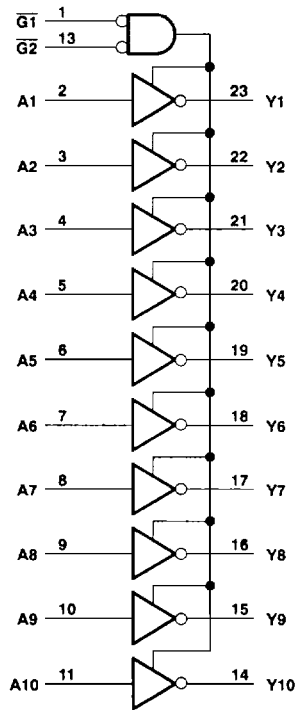 G1 1
G2 13
A1 2 23 Y1
A2 3 22 Y2
A3 4 21 Y3
A4 5 20 Y4
A5 6 19 Y5
A6 7 18 Y6
A7 8 17 Y7
A8 9 16 Y8
A9 10 15 Y9
A10 11 14 Y10